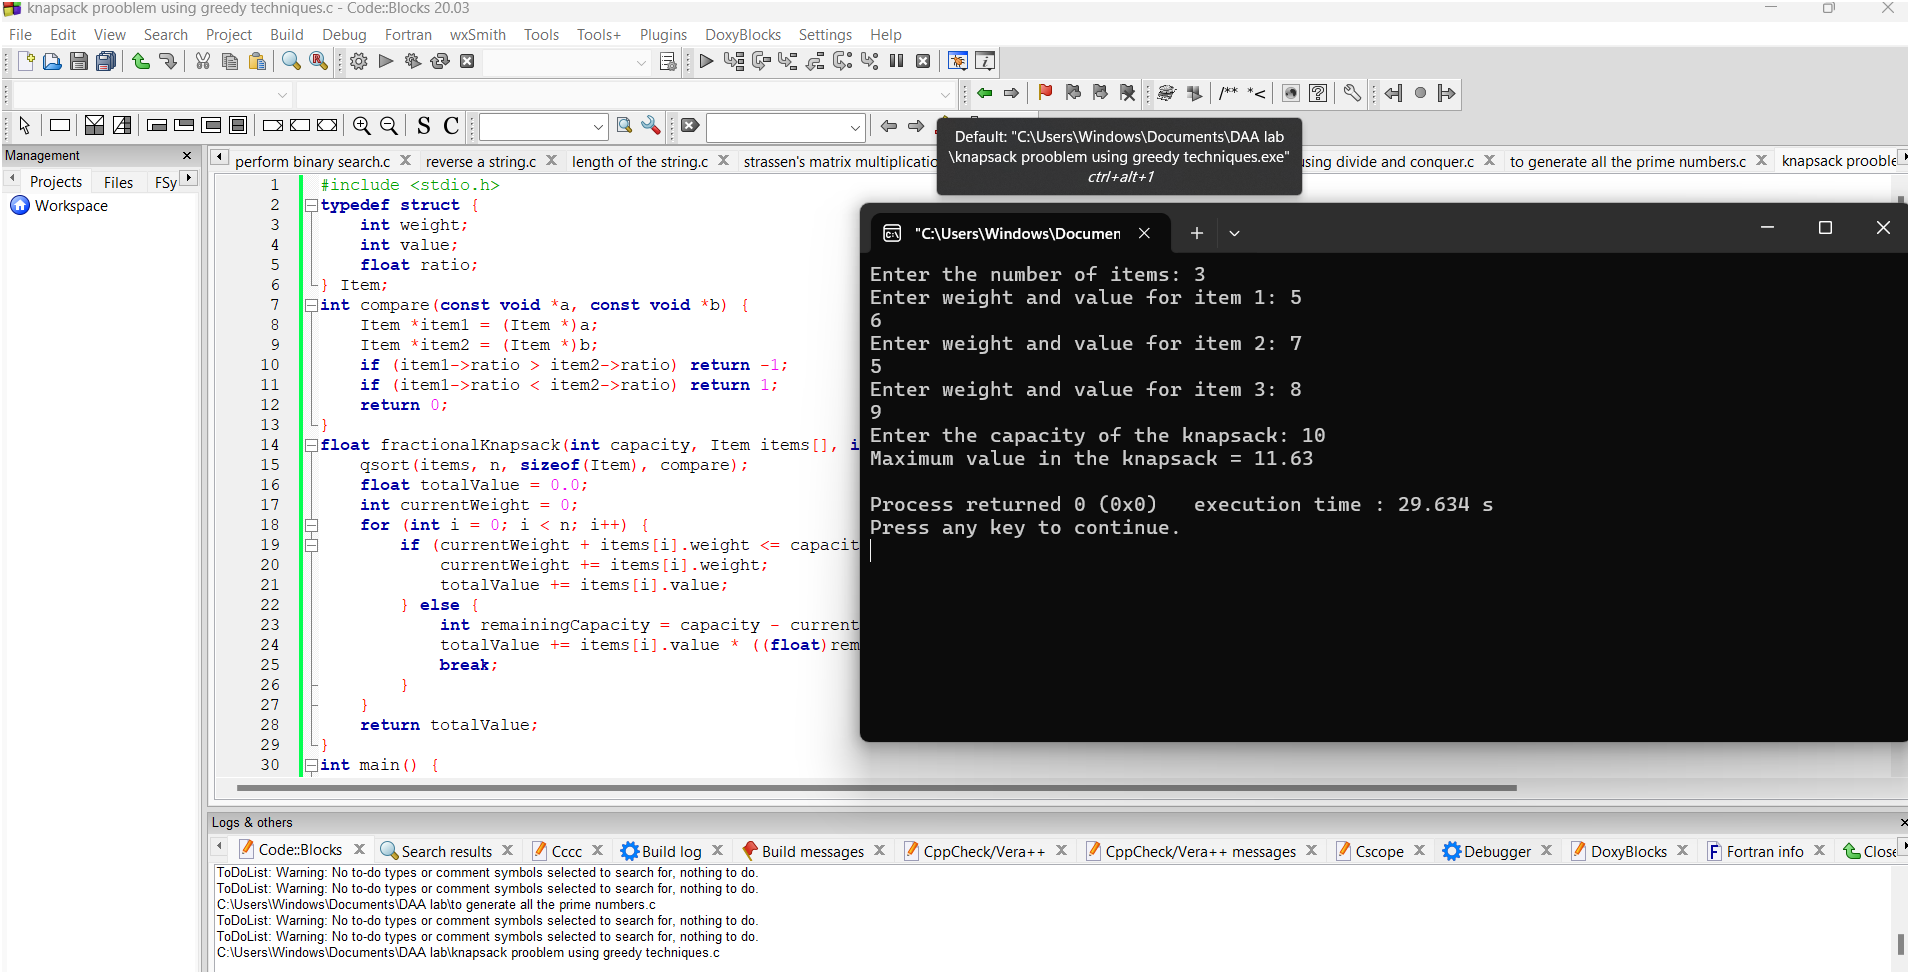 knapsack prooblem using greedy techniques.c - Code::Blocks 20.03
File Edit View Search Project Build Debug Fortran wxSmith Tools Tools+ Plugins DoxyBlocks Settings Help
/** *<
S C
Default: "C:\Users\Windows\Documents\DAA lab
\knapsack prooblem using greedy techniques.exe"
ctrl+alt+1
Management
Projects Files FSy
Workspace
perform binary search.c reverse a string.c length of the string.c strassen's matrix multiplicatio using divide and conquer.c to generate all the prime numbers.c knapsack prooble
1 #include <stdio.h>
2 typedef struct {
3 int weight;
4 int value;
5 float ratio;
6 } Item;
7 int compare(const void *a, const void *b) {
8 Item *item1 = (Item *)a;
9 Item *item2 = (Item *)b;
10 if (item1->ratio > item2->ratio) return -1;
11 if (item1->ratio < item2->ratio) return 1;
12 return 0;
13 }
14 float fractionalKnapsack(int capacity, Item items[], i
15 qsort(items, n, sizeof(Item), compare);
16 float totalValue = 0.0;
17 int currentWeight = 0;
18 for (int i = 0; i < n; i++) {
19 if (currentWeight + items[i].weight <= capacit
20 currentWeight += items[i].weight;
21 totalValue += items[i].value;
22 } else {
23 int remainingCapacity = capacity - current
24 totalValue += items[i].value * ((float)rem
25 break;
26 }
27 }
28 return totalValue;
29 }
30 int main() {
"C:\Users\Windows\Documen
Enter the number of items: 3
Enter weight and value for item 1: 5
6
Enter weight and value for item 2: 7
5
Enter weight and value for item 3: 8
9
Enter the capacity of the knapsack: 10
Maximum value in the knapsack = 11.63
Process returned 0 (0x0) execution time : 29.634 s
Press any key to continue.
Logs & others
Code::Blocks Search results Cccc Build log Build messages CppCheck/Vera++ CppCheck/Vera++ messages Cscope Debugger DoxyBlocks Fortran info Close
ToDoList: Warning: No to-do types or comment symbols selected to search for, nothing to do.
ToDoList: Warning: No to-do types or comment symbols selected to search for, nothing to do.
C:\Users\Windows\Documents\DAA lab\to generate all the prime numbers.c
ToDoList: Warning: No to-do types or comment symbols selected to search for, nothing to do.
ToDoList: Warning: No to-do types or comment symbols selected to search for, nothing to do.
C:\Users\Windows\Documents\DAA lab\knapsack prooblem using greedy techniques.c